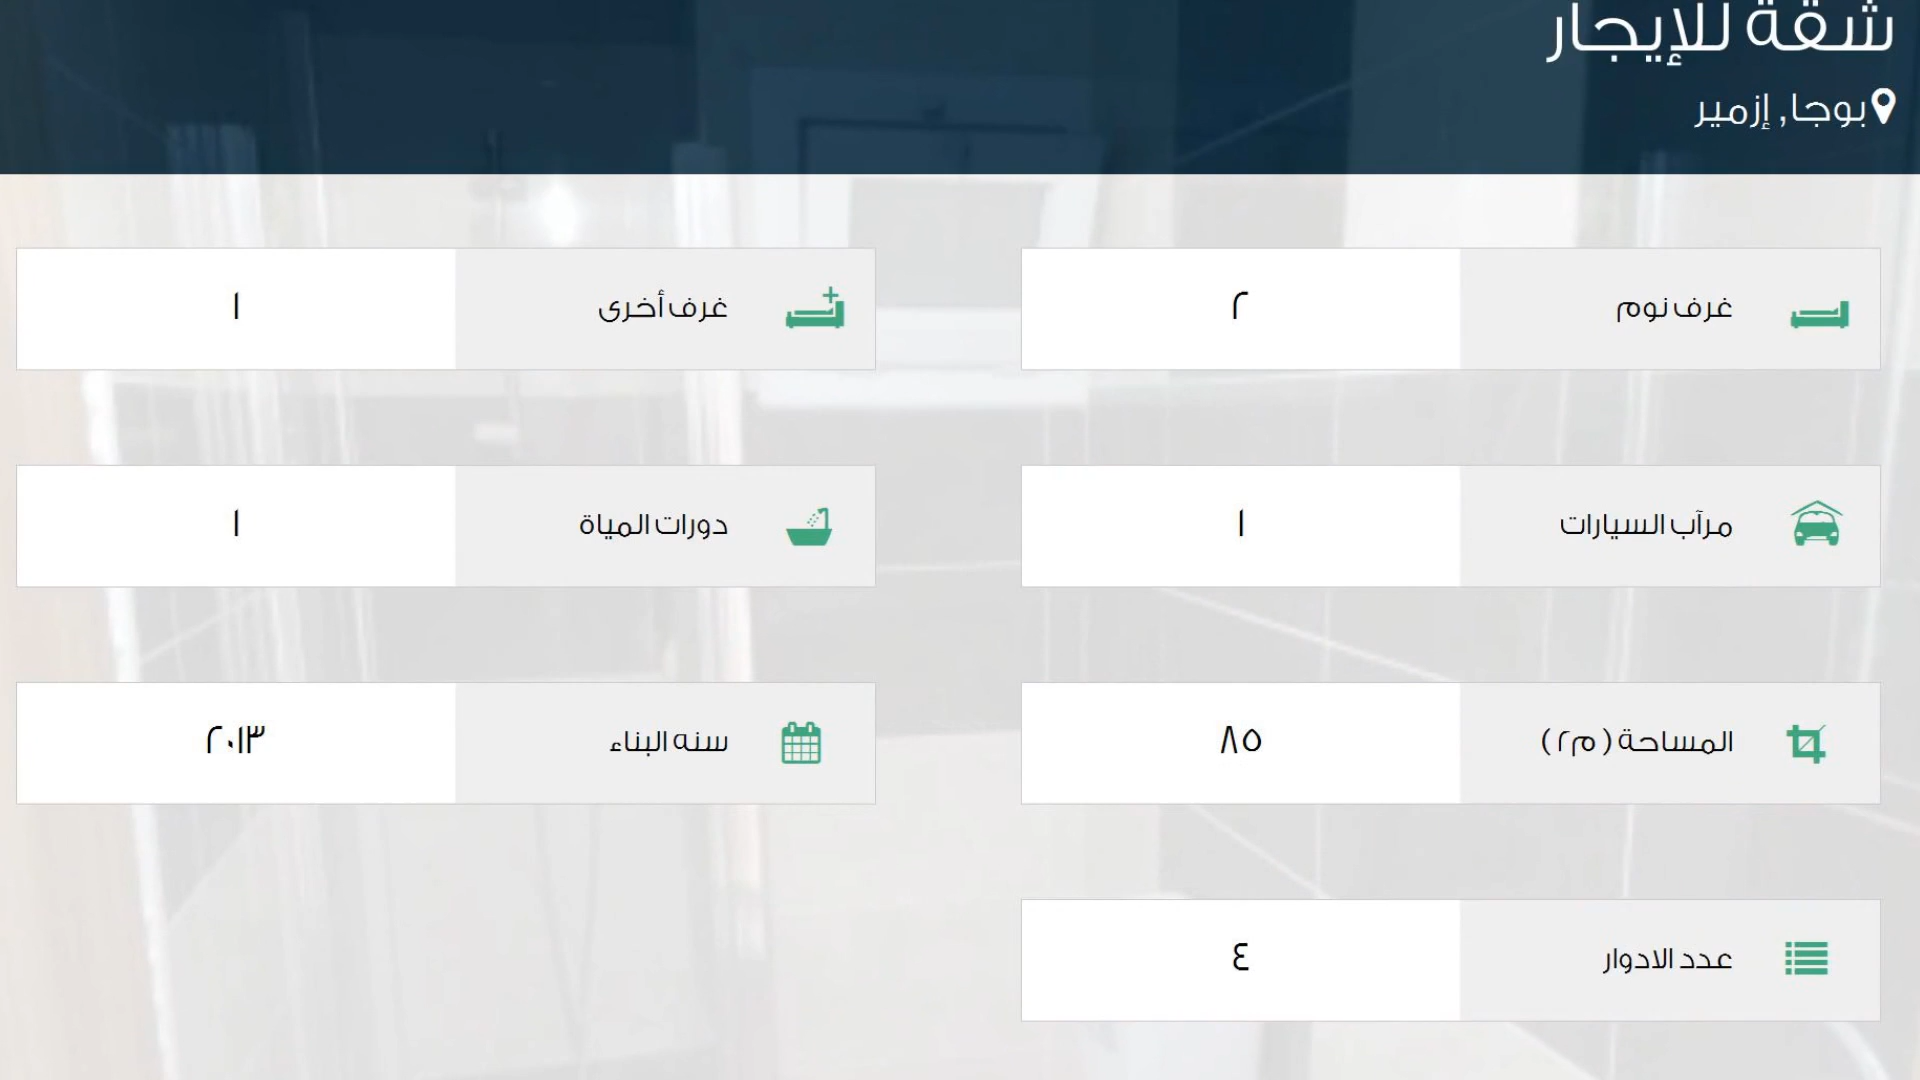 شقة للإيجار
بوجا, إزمير
غرف نوم ٢
غرف أخرى ١
مرآب السيارات ١
دورات المياة ١
المساحة ( م٢ ) ٨٥
سنه البناء ٢٠١٣
عدد الادوار ٤